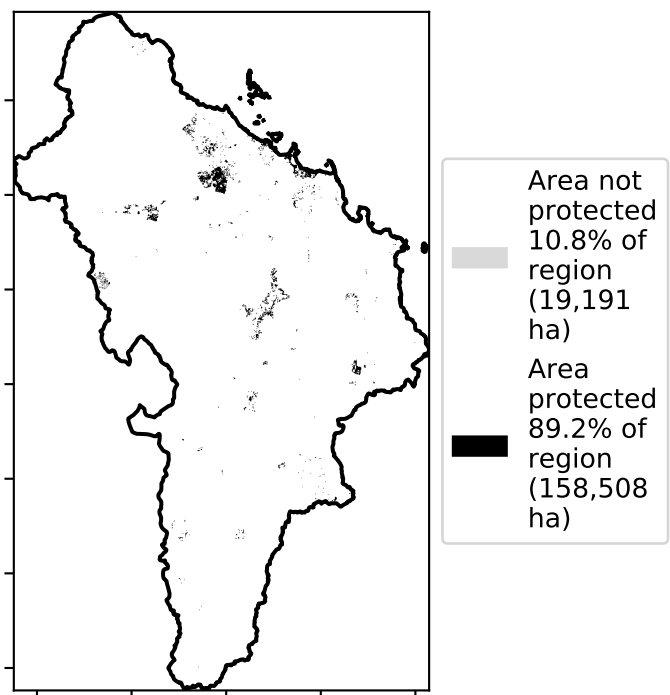 Area not
protected
10.8% of
region
(19,191
ha)
Area
protected
89.2% of
region
(158,508
ha)